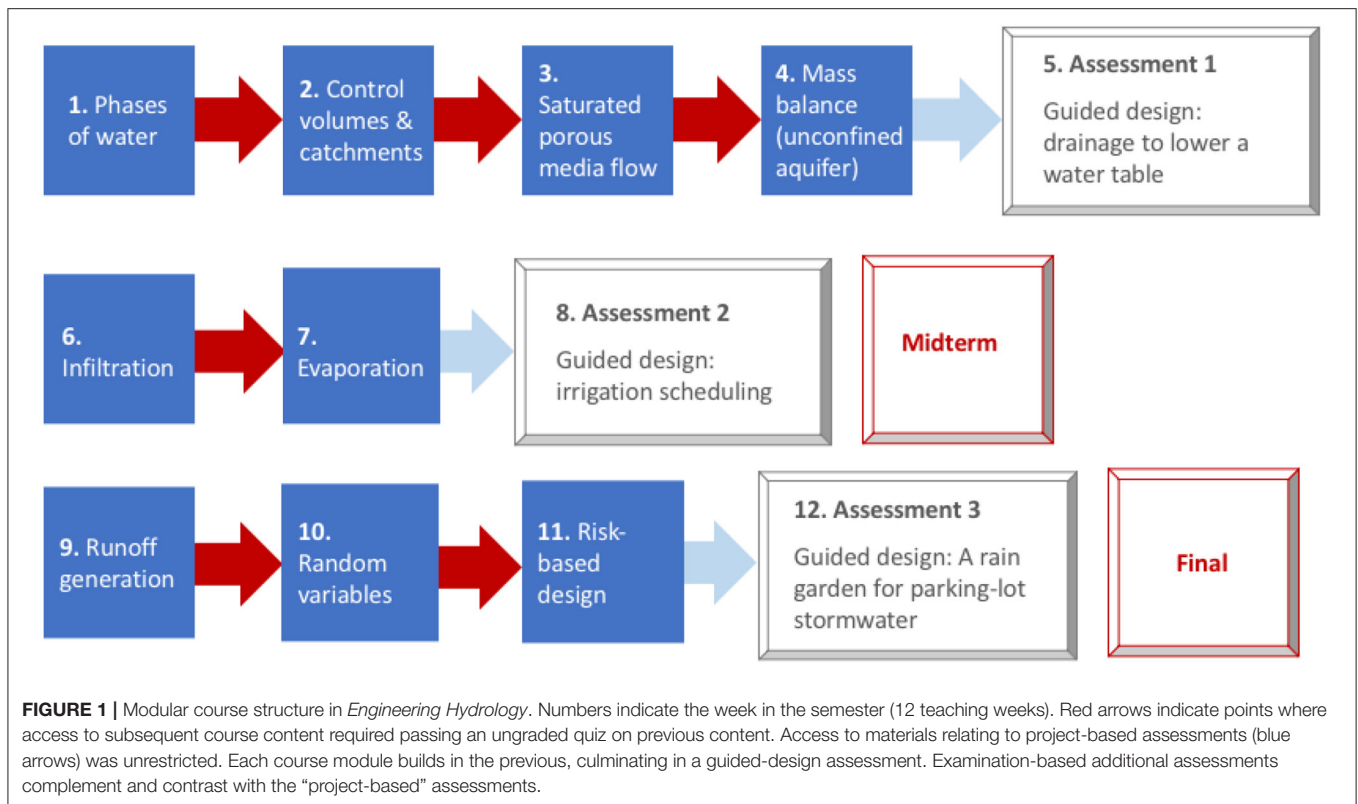 1. Phases
of water
2. Control
volumes &
catchments
3.
Saturated
porous
media flow
4. Mass
balance
(unconfined
aquifer)
5. Assessment 1
Guided design:
drainage to lower a
water table
6.
Infiltration
7.
Evaporation
8. Assessment 2
Guided design:
irrigation scheduling
Midterm
9. Runoff
generation
10.
Random
variables
11. Risk-
based
design
12. Assessment 3
Guided design: A rain
garden for parking-lot
stormwater
Final
FIGURE 1 | Modular course structure in Engineering Hydrology. Numbers indicate the week in the semester (12 teaching weeks). Red arrows indicate points where
access to subsequent course content required passing an ungraded quiz on previous content. Access to materials relating to project-based assessments (blue
arrows) was unrestricted. Each course module builds in the previous, culminating in a guided-design assessment. Examination-based additional assessments
complement and contrast with the “project-based” assessments.